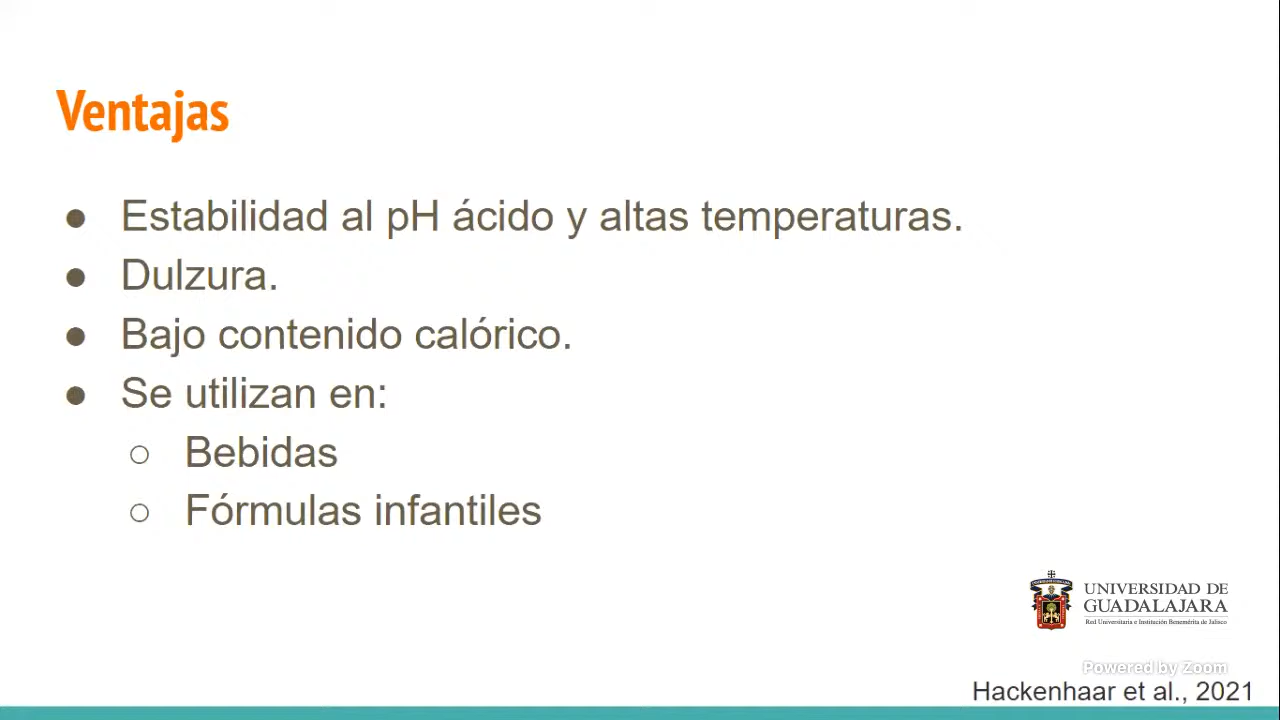 Ventajas
● Estabilidad al pH ácido y altas temperaturas.
● Dulzura.
● Bajo contenido calórico.
● Se utilizan en:
○ Bebidas
○ Fórmulas infantiles
UNIVERSIDAD DE
GUADALAJARA
Red Universitaria e Institución Benemérita de Jalisco
Powered by Zoom
Hackenhaar et al., 2021